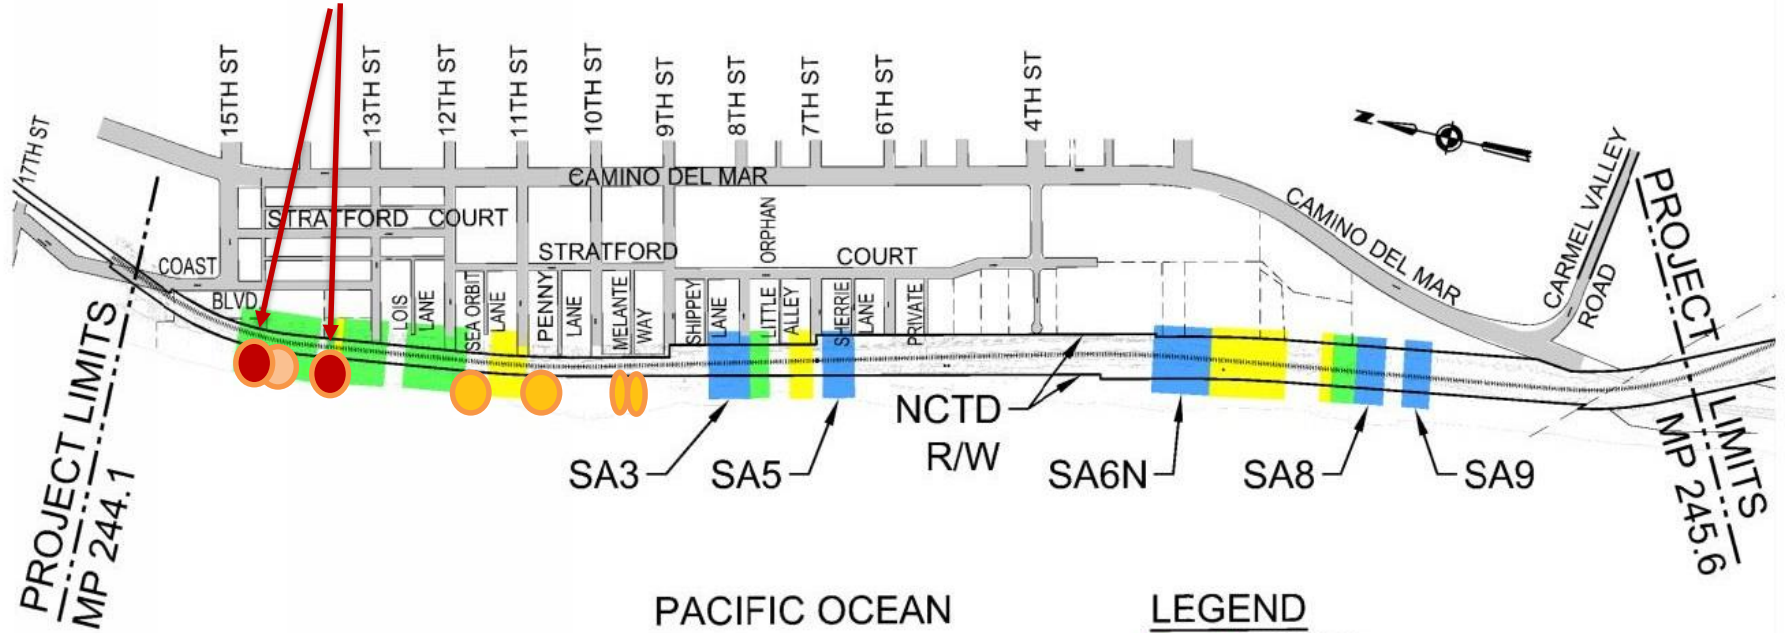 17TH ST
15TH ST
13TH ST
12TH ST
11TH ST
10TH ST
9TH ST
8TH ST
7TH ST
6TH ST
4TH ST
N
CAMINO DEL MAR
CAMINO DEL MAR
CARMEL VALLEY
ROAD
STRATFORD COURT
STRATFORD
COURT
COAST
BLVD
LOIS
LANE
SEA ORBIT
LANE
PENNY
LANE
MELANTE
WAY
SHIPPEY
LANE
ORPHAN
LITTLE
ALLEY
SHERRIE
LANE
PRIVATE
PROJECT LIMITS
MP 244.1
SA3
SA5
NCTD
R/W
SA6N
SA8
SA9
PROJECT LIMITS
MP 245.6
PACIFIC OCEAN
LEGEND